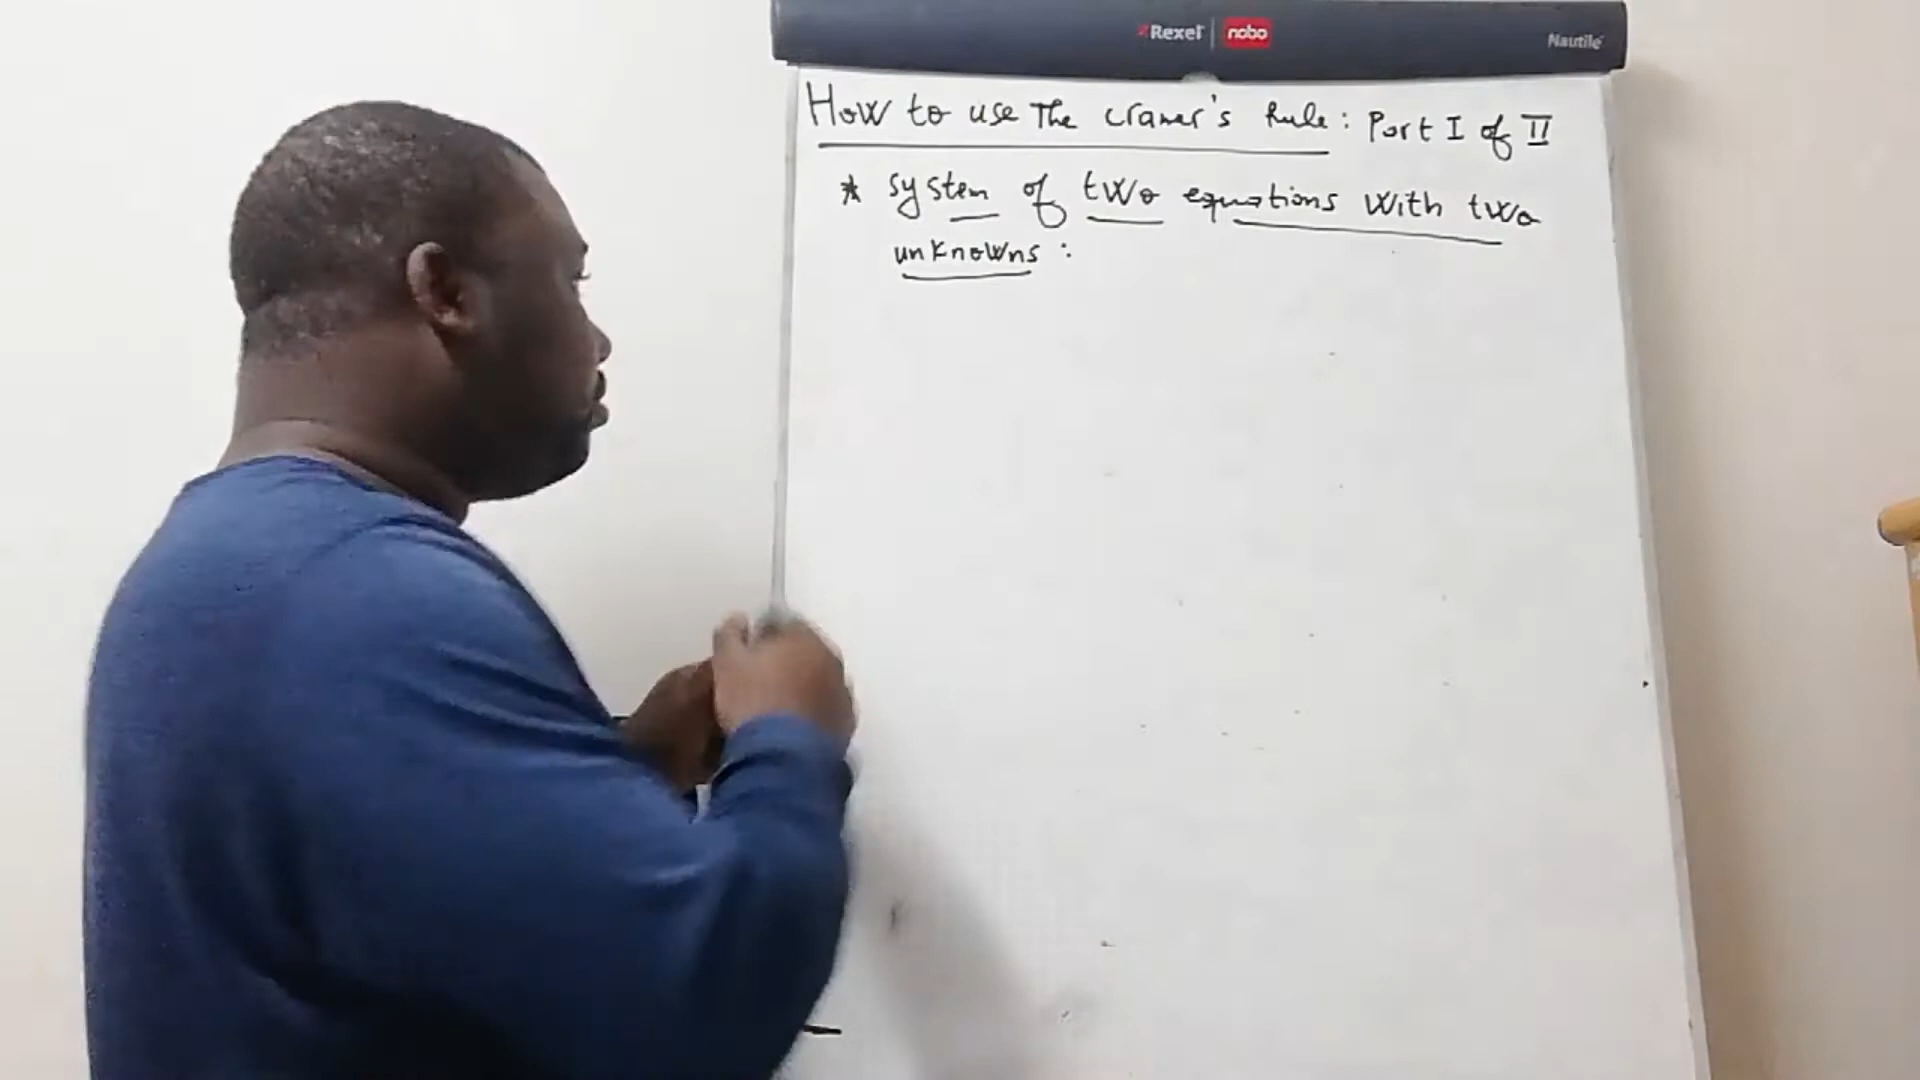 Rexel nobo
Nautile
How to use The cramer's Rule: Part I of II
* system of two equations with two
unknowns: